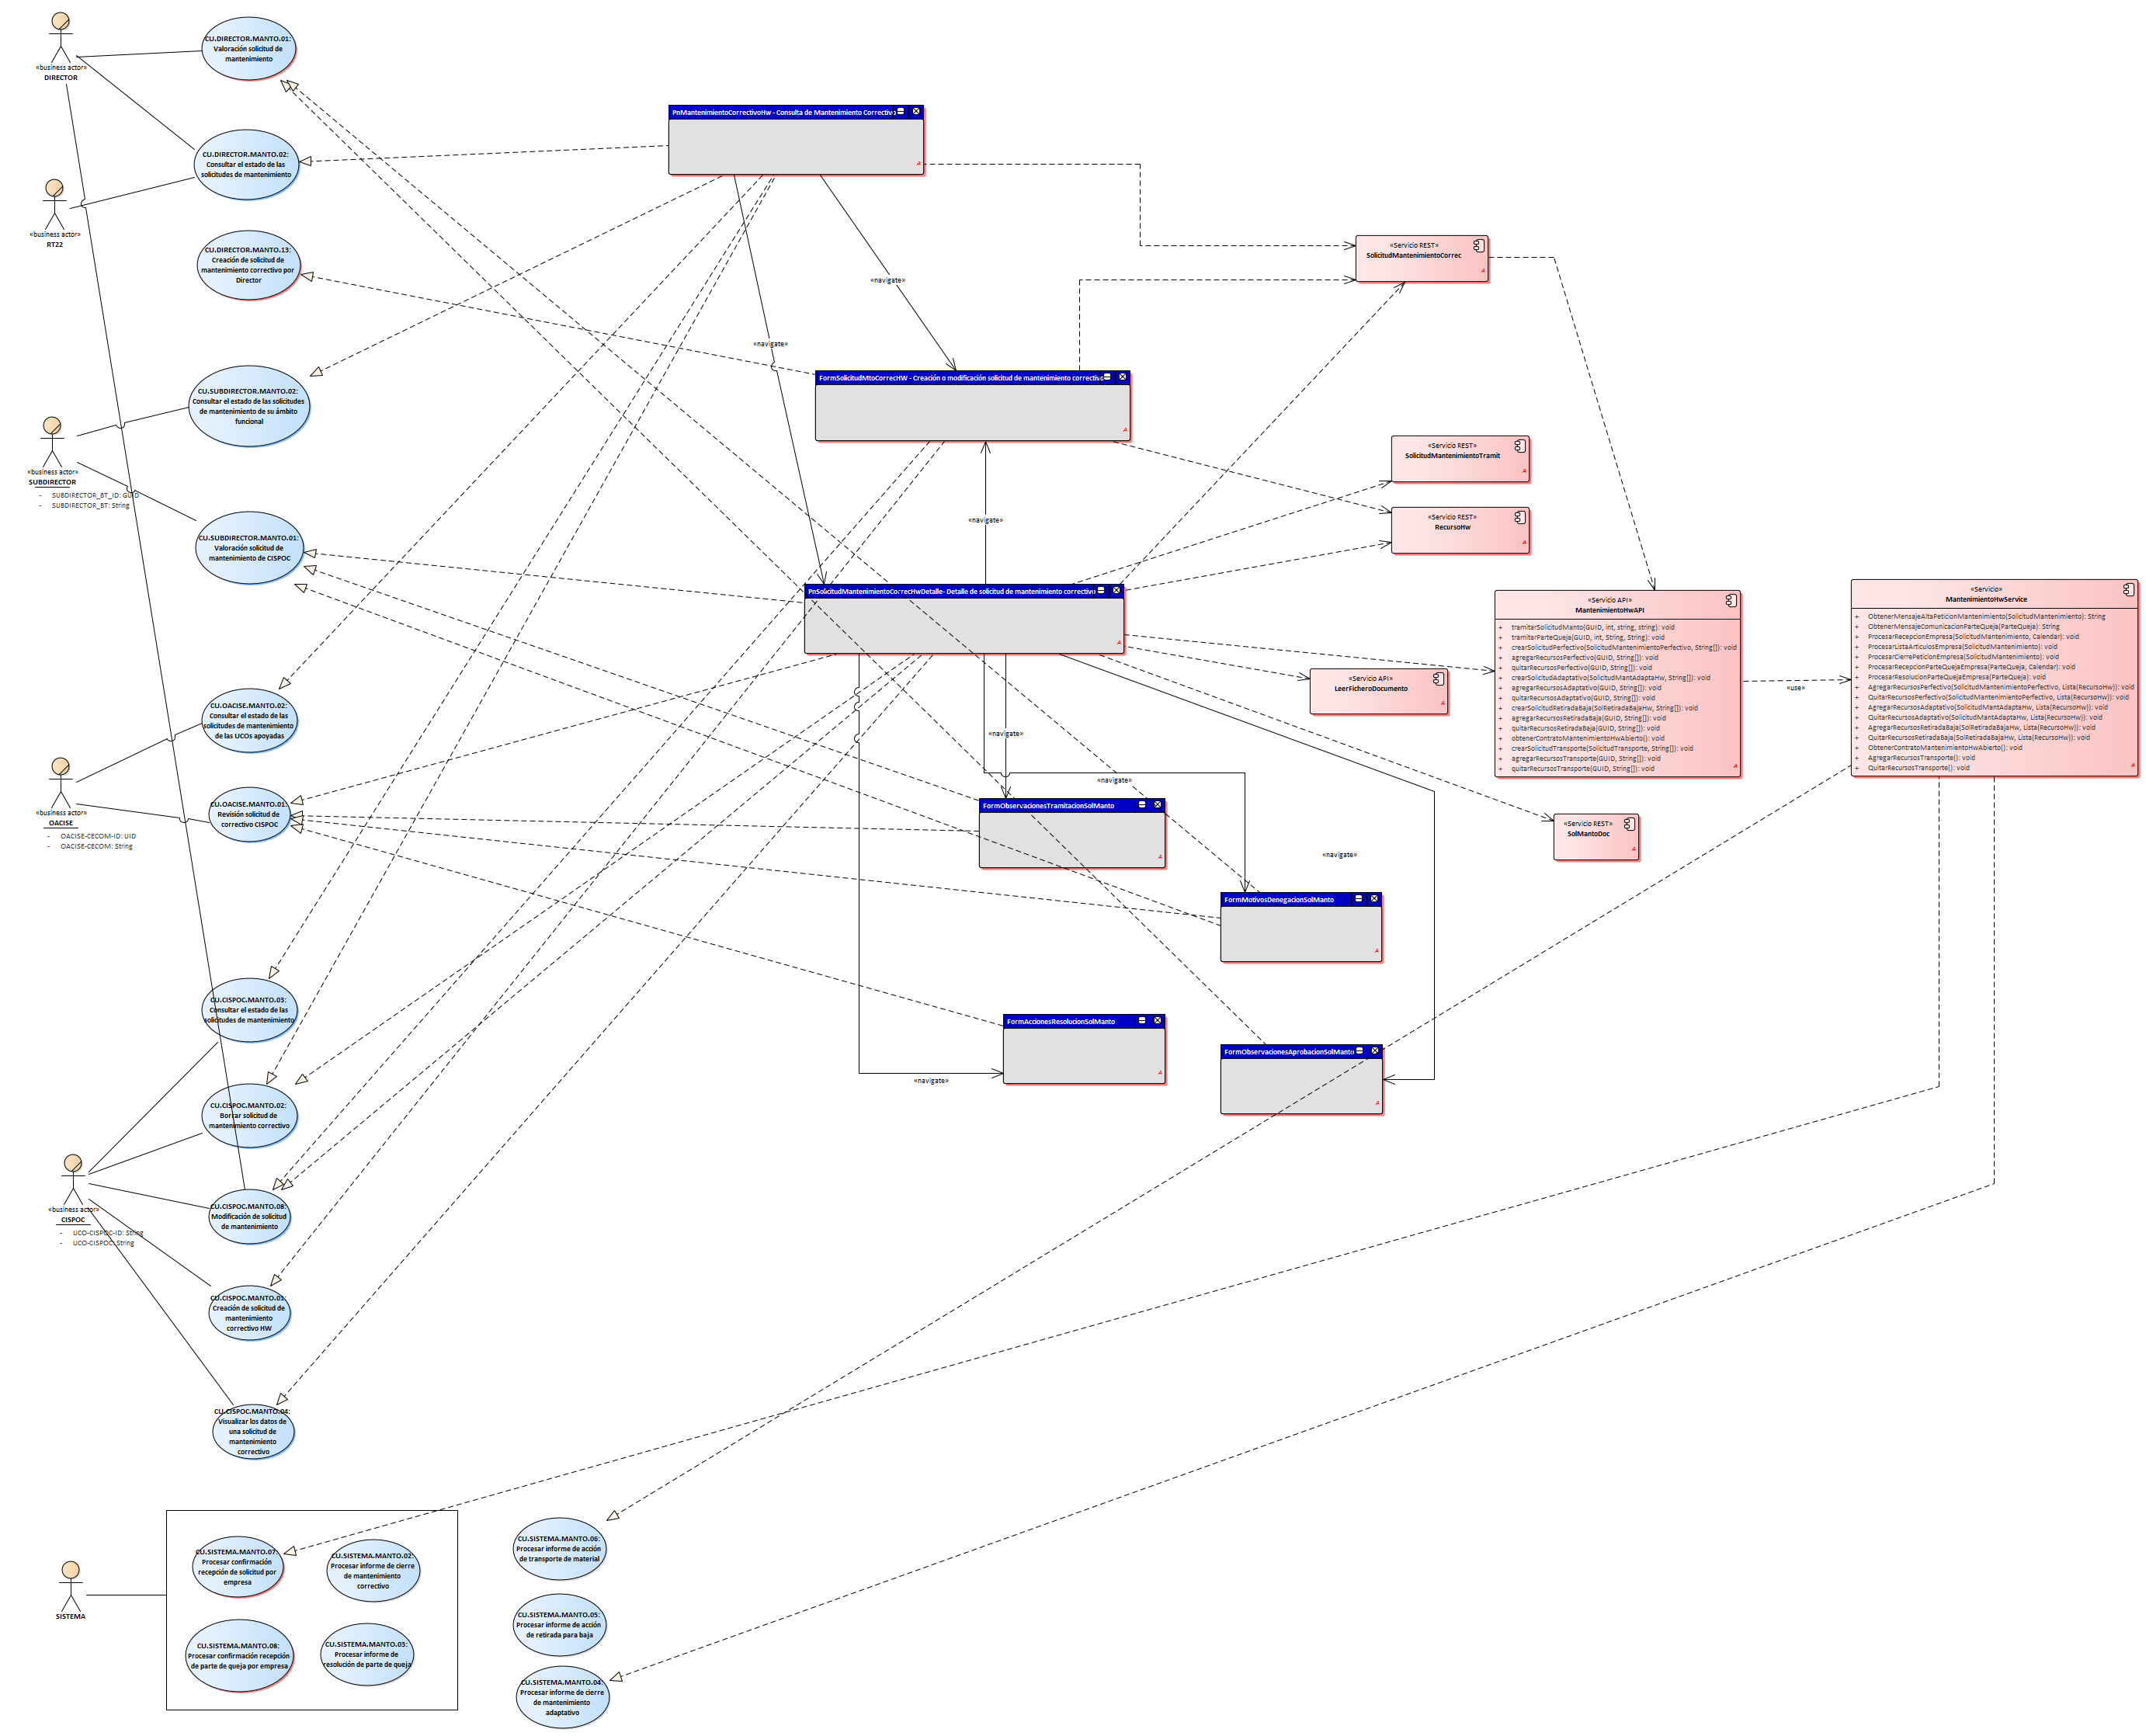 «business actor»
DIRECTOR
CU.DIRECTOR.MANTO.01:
Valoración solicitud de
mantenimiento
CU.DIRECTOR.MANTO.02:
Consultar el estado de las
solicitudes de mantenimiento
«business actor»
RT22
CU.DIRECTOR.MANTO.13:
Creación de solicitud de
mantenimiento correctivo por
Director
CU.SUBDIRECTOR.MANTO.02:
Consultar el estado de las solicitudes
de mantenimiento de su ámbito
funcional
«business actor»
SUBDIRECTOR
- SUBDIRECTOR_BT_ID: GUID
- SUBDIRECTOR_BT: String
CU.SUBDIRECTOR.MANTO.01:
Valoración solicitud de
mantenimiento de CISPOC
CU.OACISE.MANTO.02:
Consultar el estado de las
solicitudes de mantenimiento
de las UCOs apoyadas
«business actor»
OACISE
- OACISE-CECOM-ID: UID
- OACISE-CECOM: String
CU.OACISE.MANTO.01:
Revisión solicitud de
correctivo CISPOC
CU.CISPOC.MANTO.03:
Consultar el estado de las
solicitudes de mantenimiento
CU.CISPOC.MANTO.02:
Borrar solicitud de
mantenimiento correctivo
«business actor»
CISPOC
- UCO-CISPOC-ID: String
- UCO-CISPOC: String
CU.CISPOC.MANTO.08:
Modificación de solicitud
de mantenimiento
CU.CISPOC.MANTO.01:
Creación de solicitud de
mantenimiento
correctivo HW
CU.CISPOC.MANTO.04:
Visualizar los datos de
una solicitud de
mantenimiento
correctivo
SISTEMA
CU.SISTEMA.MANTO.07:
Procesar confirmación
recepción de solicitud por
empresa
CU.SISTEMA.MANTO.02:
Procesar informe de cierre
de mantenimiento
correctivo
CU.SISTEMA.MANTO.08:
Procesar confirmación recepción
de parte de queja por empresa
CU.SISTEMA.MANTO.03:
Procesar informe de
resolución de parte de queja
CU.SISTEMA.MANTO.06:
Procesar informe de acción
de transporte de material
CU.SISTEMA.MANTO.05:
Procesar informe de acción
de retirada para baja
CU.SISTEMA.MANTO.04:
Procesar informe de cierre
de mantenimiento
adaptativo
PnMantenimientoCorrectivoHw - Consulta de Mantenimiento Correctivo
A
«navigate»
«navigate»
FormSolicitudMtoCorrecHW - Creación o modificación solicitud de mantenimiento correctivo
A
«navigate»
PnSolicitudMantenimientoCorrecHwDetalle- Detalle de solicitud de mantenimiento correctivo
A
«navigate»
«navigate»
«navigate»
«navigate»
FormObservacionesTramitacionSolManto
A
FormMotivosDenegacionSolManto
A
FormAccionesResolucionSolManto
A
FormObservacionesAprobacionSolManto
A
«Servicio REST»
SolicitudMantenimientoCorrec
A
«Servicio REST»
SolicitudMantenimientoTramit
A
«Servicio REST»
RecursoHw
A
«Servicio API»
LeerFicheroDocumento
A
«Servicio REST»
SolMantoDoc
A
«Servicio API»
MantenimientoHwAPI
+ tramitarSolicitudManto(GUID, int, string, string): void
+ tramitarParteQueja(GUID, int, String, String): void
+ crearSolicitudPerfectivo(SolicitudMantenimientoPerfectivo, String[]): void
+ agregarRecursosPerfectivo(GUID, String[]): void
+ quitarRecursosPerfectivo(GUID, String[]): void
+ crearSolicitudAdaptativo(SolicitudMantAdaptaHw, String[]): void
+ agregarRecursosAdaptativo(GUID, String[]): void
+ quitarRecursosAdaptativo(GUID, String[]): void
+ crearSolicitudRetiradaBaja(SolRetiradaBajaHw, String[]): void
+ agregarRecursosRetiradaBaja(GUID, String[]): void
+ quitarRecursosRetiradaBaja(GUID, String[]): void
+ obtenerContratoMantenimientoHwAbierto(): void
+ crearSolicitudTransporte(SolicitudTransporte, String[]): void
+ agregarRecursosTransporte(GUID, String[]): void
+ quitarRecursosTransporte(GUID, String[]): void
A
«use»
«Servicio»
MantenimientoHwService
+ ObtenerMensajeAltaPeticionMantenimiento(SolicitudMantenimiento): String
+ ObtenerMensajeComunicacionParteQueja(ParteQueja): String
+ ProcesarRecepcionEmpresa(SolicitudMantenimiento, Calendar): void
+ ProcesarListaArticulosEmpresa(SolicitudMantenimiento): void
+ ProcesarCierrePeticionEmpresa(SolicitudMantenimiento): void
+ ProcesarRecepcionParteQuejaEmpresa(ParteQueja, Calendar): void
+ ProcesarResolucionParteQuejaEmpresa(ParteQueja): void
+ AgregarRecursosPerfectivo(SolicitudMantenimientoPerfectivo, Lista(RecursoHw)): void
+ QuitarRecursosPerfectivo(SolicitudMantenimientoPerfectivo, Lista(RecursoHw)): void
+ AgregarRecursosAdaptativo(SolicitudMantAdaptaHw, Lista(RecursoHw)): void
+ QuitarRecursosAdaptativo(SolicitudMantAdaptaHw, Lista(RecursoHw)): void
+ AgregarRecursosRetiradaBaja(SolRetiradaBajaHw, Lista(RecursoHw)): void
+ QuitarRecursosRetiradaBaja(SolRetiradaBajaHw, Lista(RecursoHw)): void
+ ObtenerContratoMantenimientoHwAbierto(): void
+ AgregarRecursosTransporte(): void
+ QuitarRecursosTransporte(): void
A